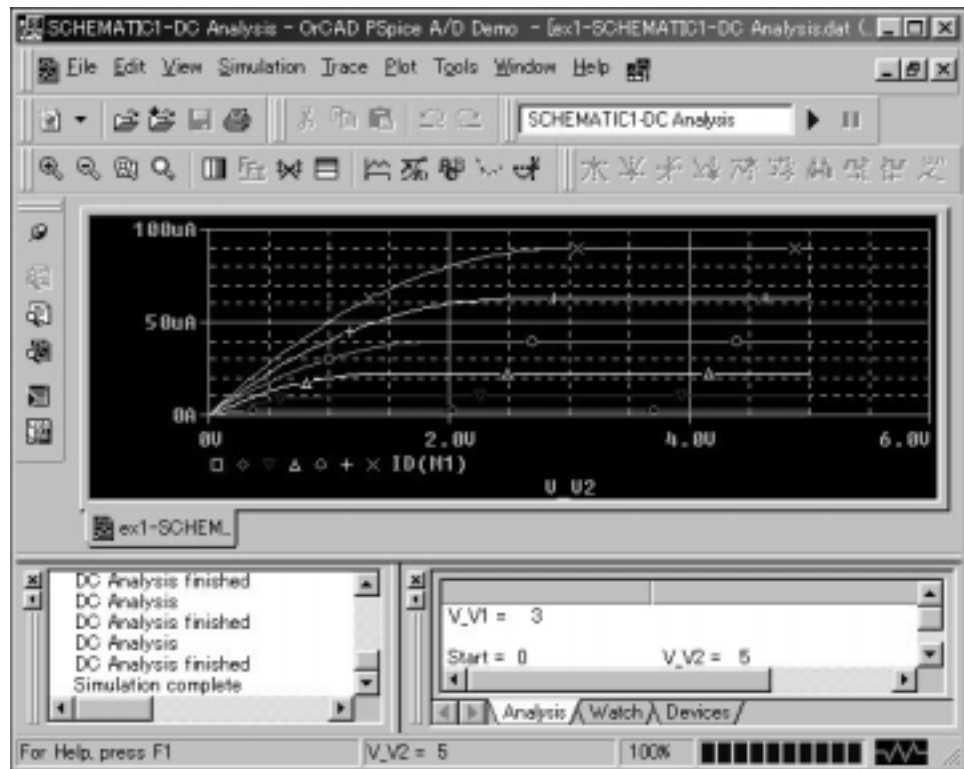 SCHEMATIC1-DC Analysis - OrCAD PSpice A/D Demo - [ex1-SCHEMATIC1-DC Analysis.dat (...
File Edit View Simulation Trace Plot Tools Window Help
SCHEMATIC1-DC Analysis
100uA
50uA
0A
0V 2.0V 4.0V 6.0V
ID(M1)
V_V2
ex1-SCHEM...
DC Analysis finished
DC Analysis
DC Analysis finished
DC Analysis
DC Analysis finished
Simulation complete
V_V1 = 3
Start = 0 V_V2 = 5
Analysis Watch Devices
For Help, press F1 V_V2 = 5 100%